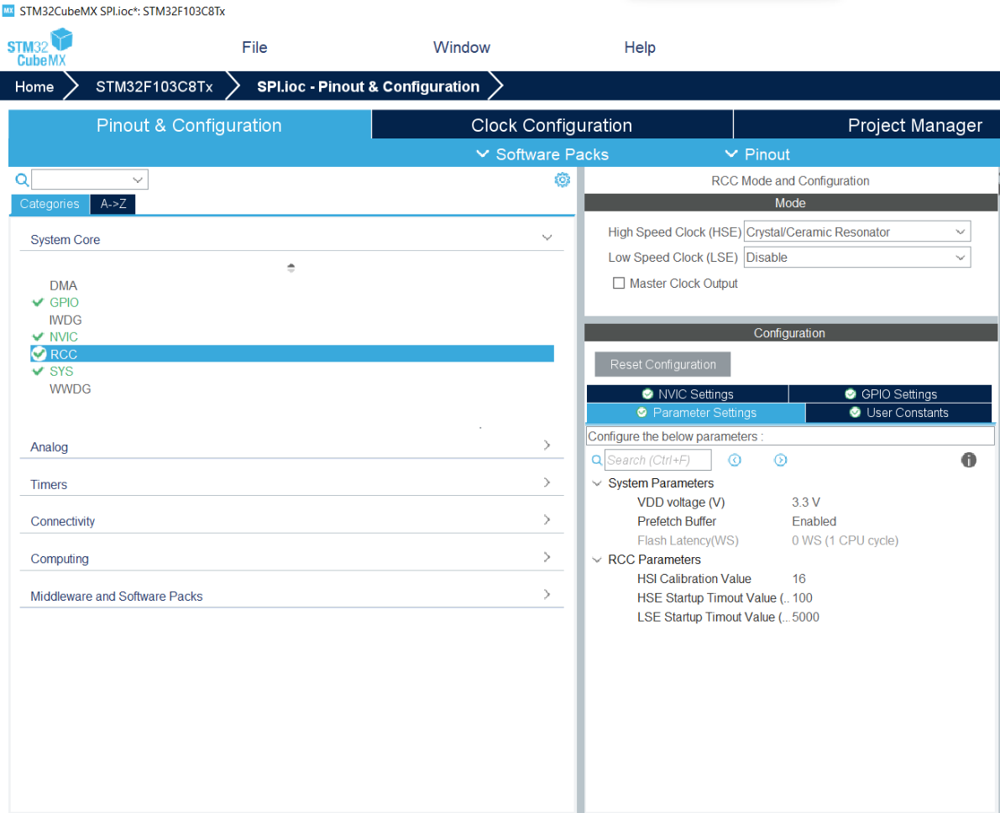 MX STM32CubeMX SPI.ioc*: STM32F103C8Tx
STM32 CubeMX
File Window Help
Home STM32F103C8Tx SPI.ioc - Pinout & Configuration
Pinout & Configuration Clock Configuration Project Manager
Software Packs Pinout
Categories A->Z
System Core
DMA
GPIO
IWDG
NVIC
RCC
SYS
WWDG
Analog
Timers
Connectivity
Computing
Middleware and Software Packs
RCC Mode and Configuration
Mode
High Speed Clock (HSE) Crystal/Ceramic Resonator
Low Speed Clock (LSE) Disable
Master Clock Output
Configuration
Reset Configuration
NVIC Settings GPIO Settings
Parameter Settings User Constants
Configure the below parameters :
Search (Ctrl+F)
System Parameters
VDD voltage (V) 3.3 V
Prefetch Buffer Enabled
Flash Latency(WS) 0 WS (1 CPU cycle)
RCC Parameters
HSI Calibration Value 16
HSE Startup Timout Value (.. 100
LSE Startup Timout Value (... 5000